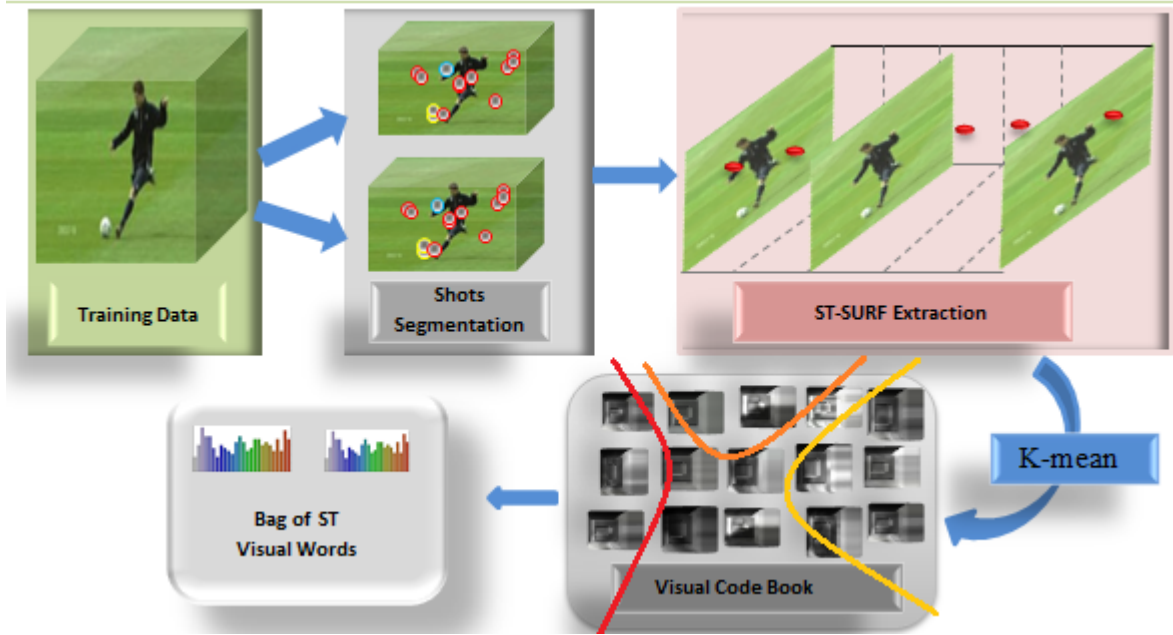 Training Data
Shots
Segmentation
ST-SURF Extraction
K-mean
Visual Code Book
Bag of ST
Visual Words